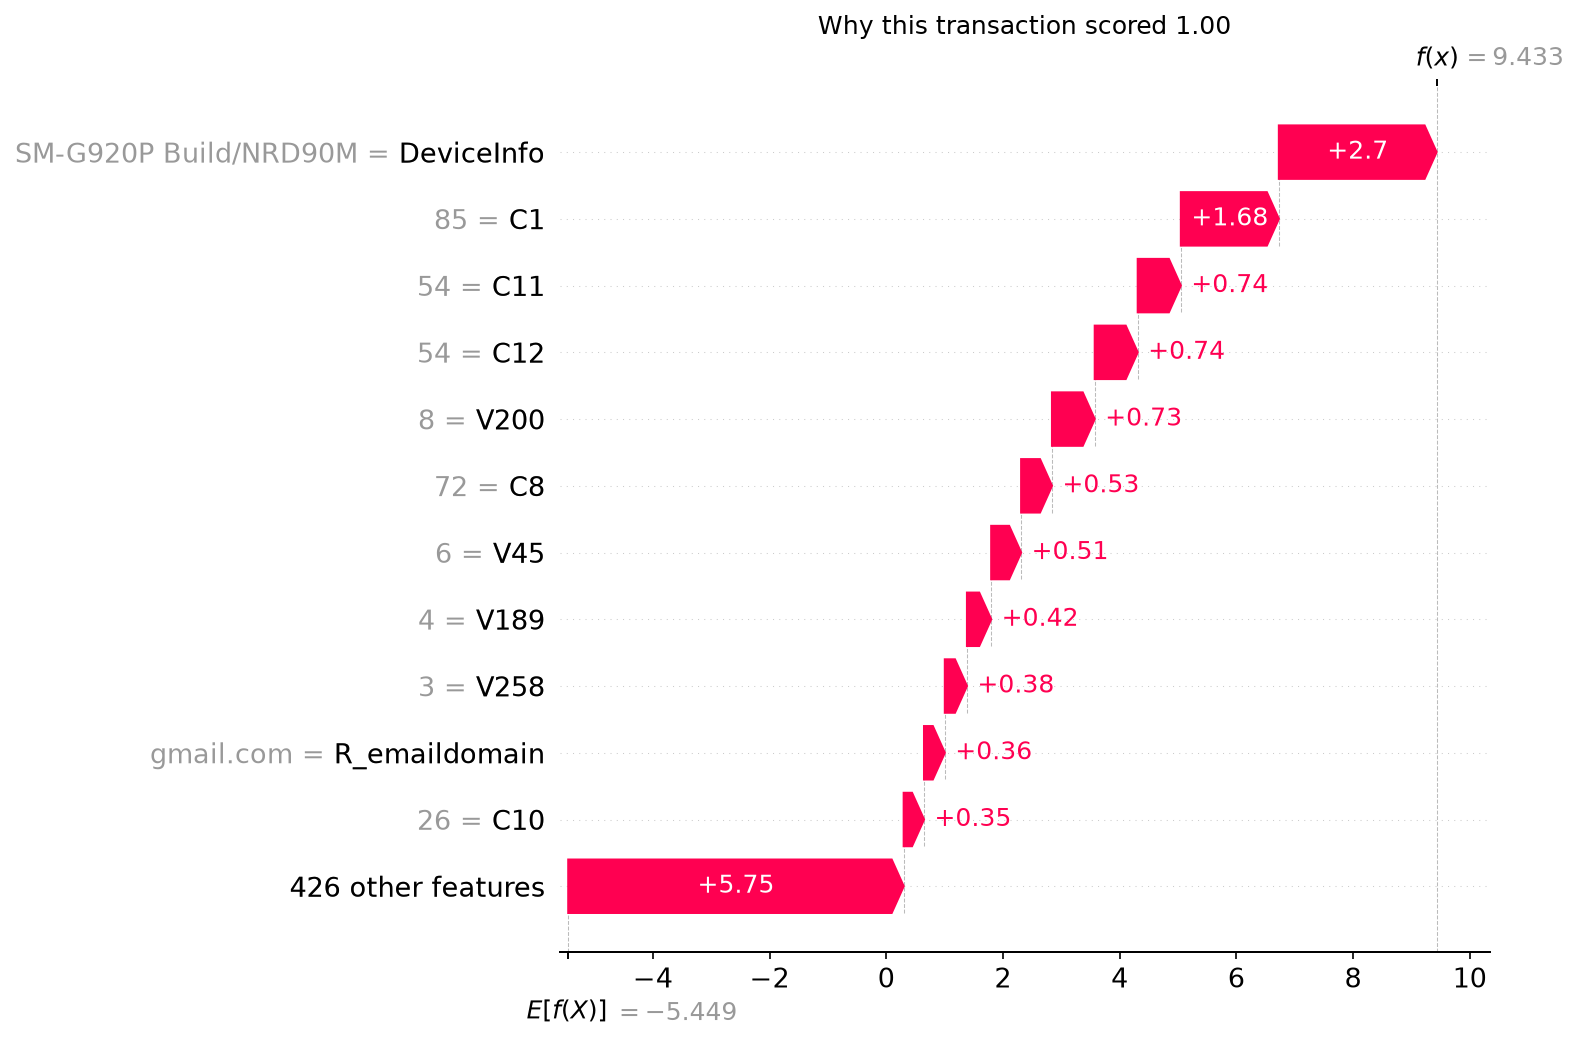 Why this transaction scored 1.00
f(x) = 9.433
SM-G920P Build/NRD90M = DeviceInfo
+2.7
85 = C1
+1.68
54 = C11
+0.74
54 = C12
+0.74
8 = V200
+0.73
72 = C8
+0.53
6 = V45
+0.51
4 = V189
+0.42
3 = V258
+0.38
gmail.com = R_emaildomain
+0.36
26 = C10
+0.35
426 other features
+5.75
−4 −2 0 2 4 6 8 10
E[f(X)] = −5.449